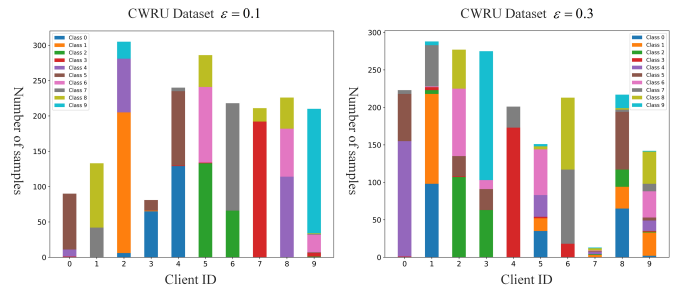 CWRU Dataset ε = 0.1
Number of samples
300
250
200
150
100
50
0
Class 0
Class 1
Class 2
Class 3
Class 4
Class 5
Class 6
Class 7
Class 8
Class 9
0 1 2 3 4 5 6 7 8 9
Client ID
CWRU Dataset ε = 0.3
Number of samples
300
250
200
150
100
50
0
Class 0
Class 1
Class 2
Class 3
Class 4
Class 5
Class 6
Class 7
Class 8
Class 9
0 1 2 3 4 5 6 7 8 9
Client ID